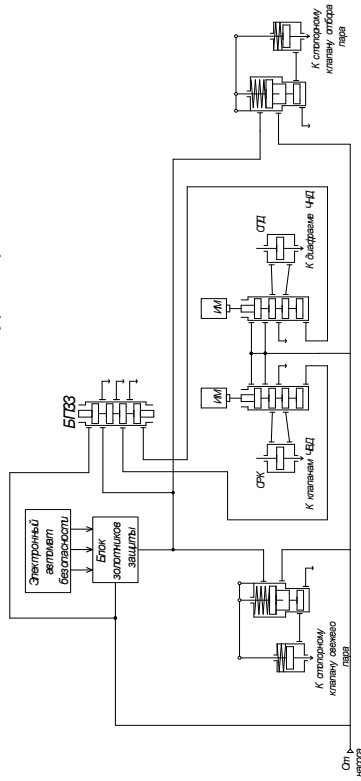 К стопорному
клапану отбора
пара
СПД
К диафрагме ЧНД
ИМ
ИМ
СРК
К клапанам ЧВД
БПЗЗ
Электронный
автомат
безопасности
Блок
золотников
защиты
К стопорному
клапану свежего
пара
От
насоса